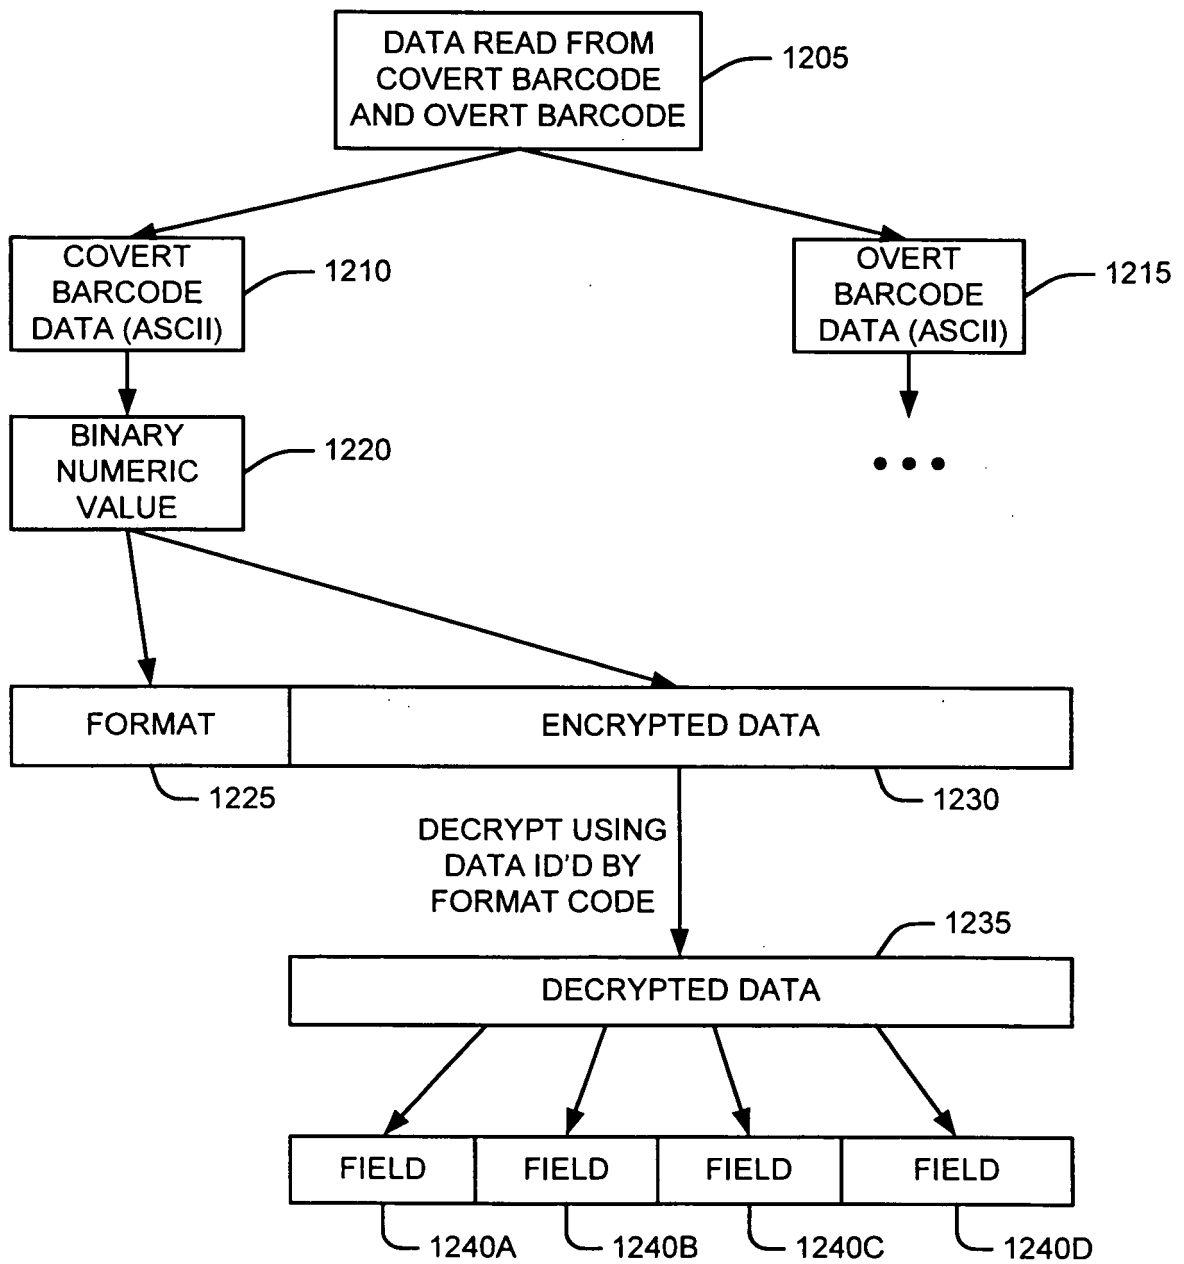 DATA READ FROM
COVERT BARCODE
AND OVERT BARCODE
1205
COVERT
BARCODE
DATA (ASCII)
1210
OVERT
BARCODE
DATA (ASCII)
1215
BINARY
NUMERIC
VALUE
1220
FORMAT
ENCRYPTED DATA
1225
1230
DECRYPT USING
DATA ID'D BY
FORMAT CODE
1235
DECRYPTED DATA
FIELD
FIELD
FIELD
FIELD
1240A
1240B
1240C
1240D